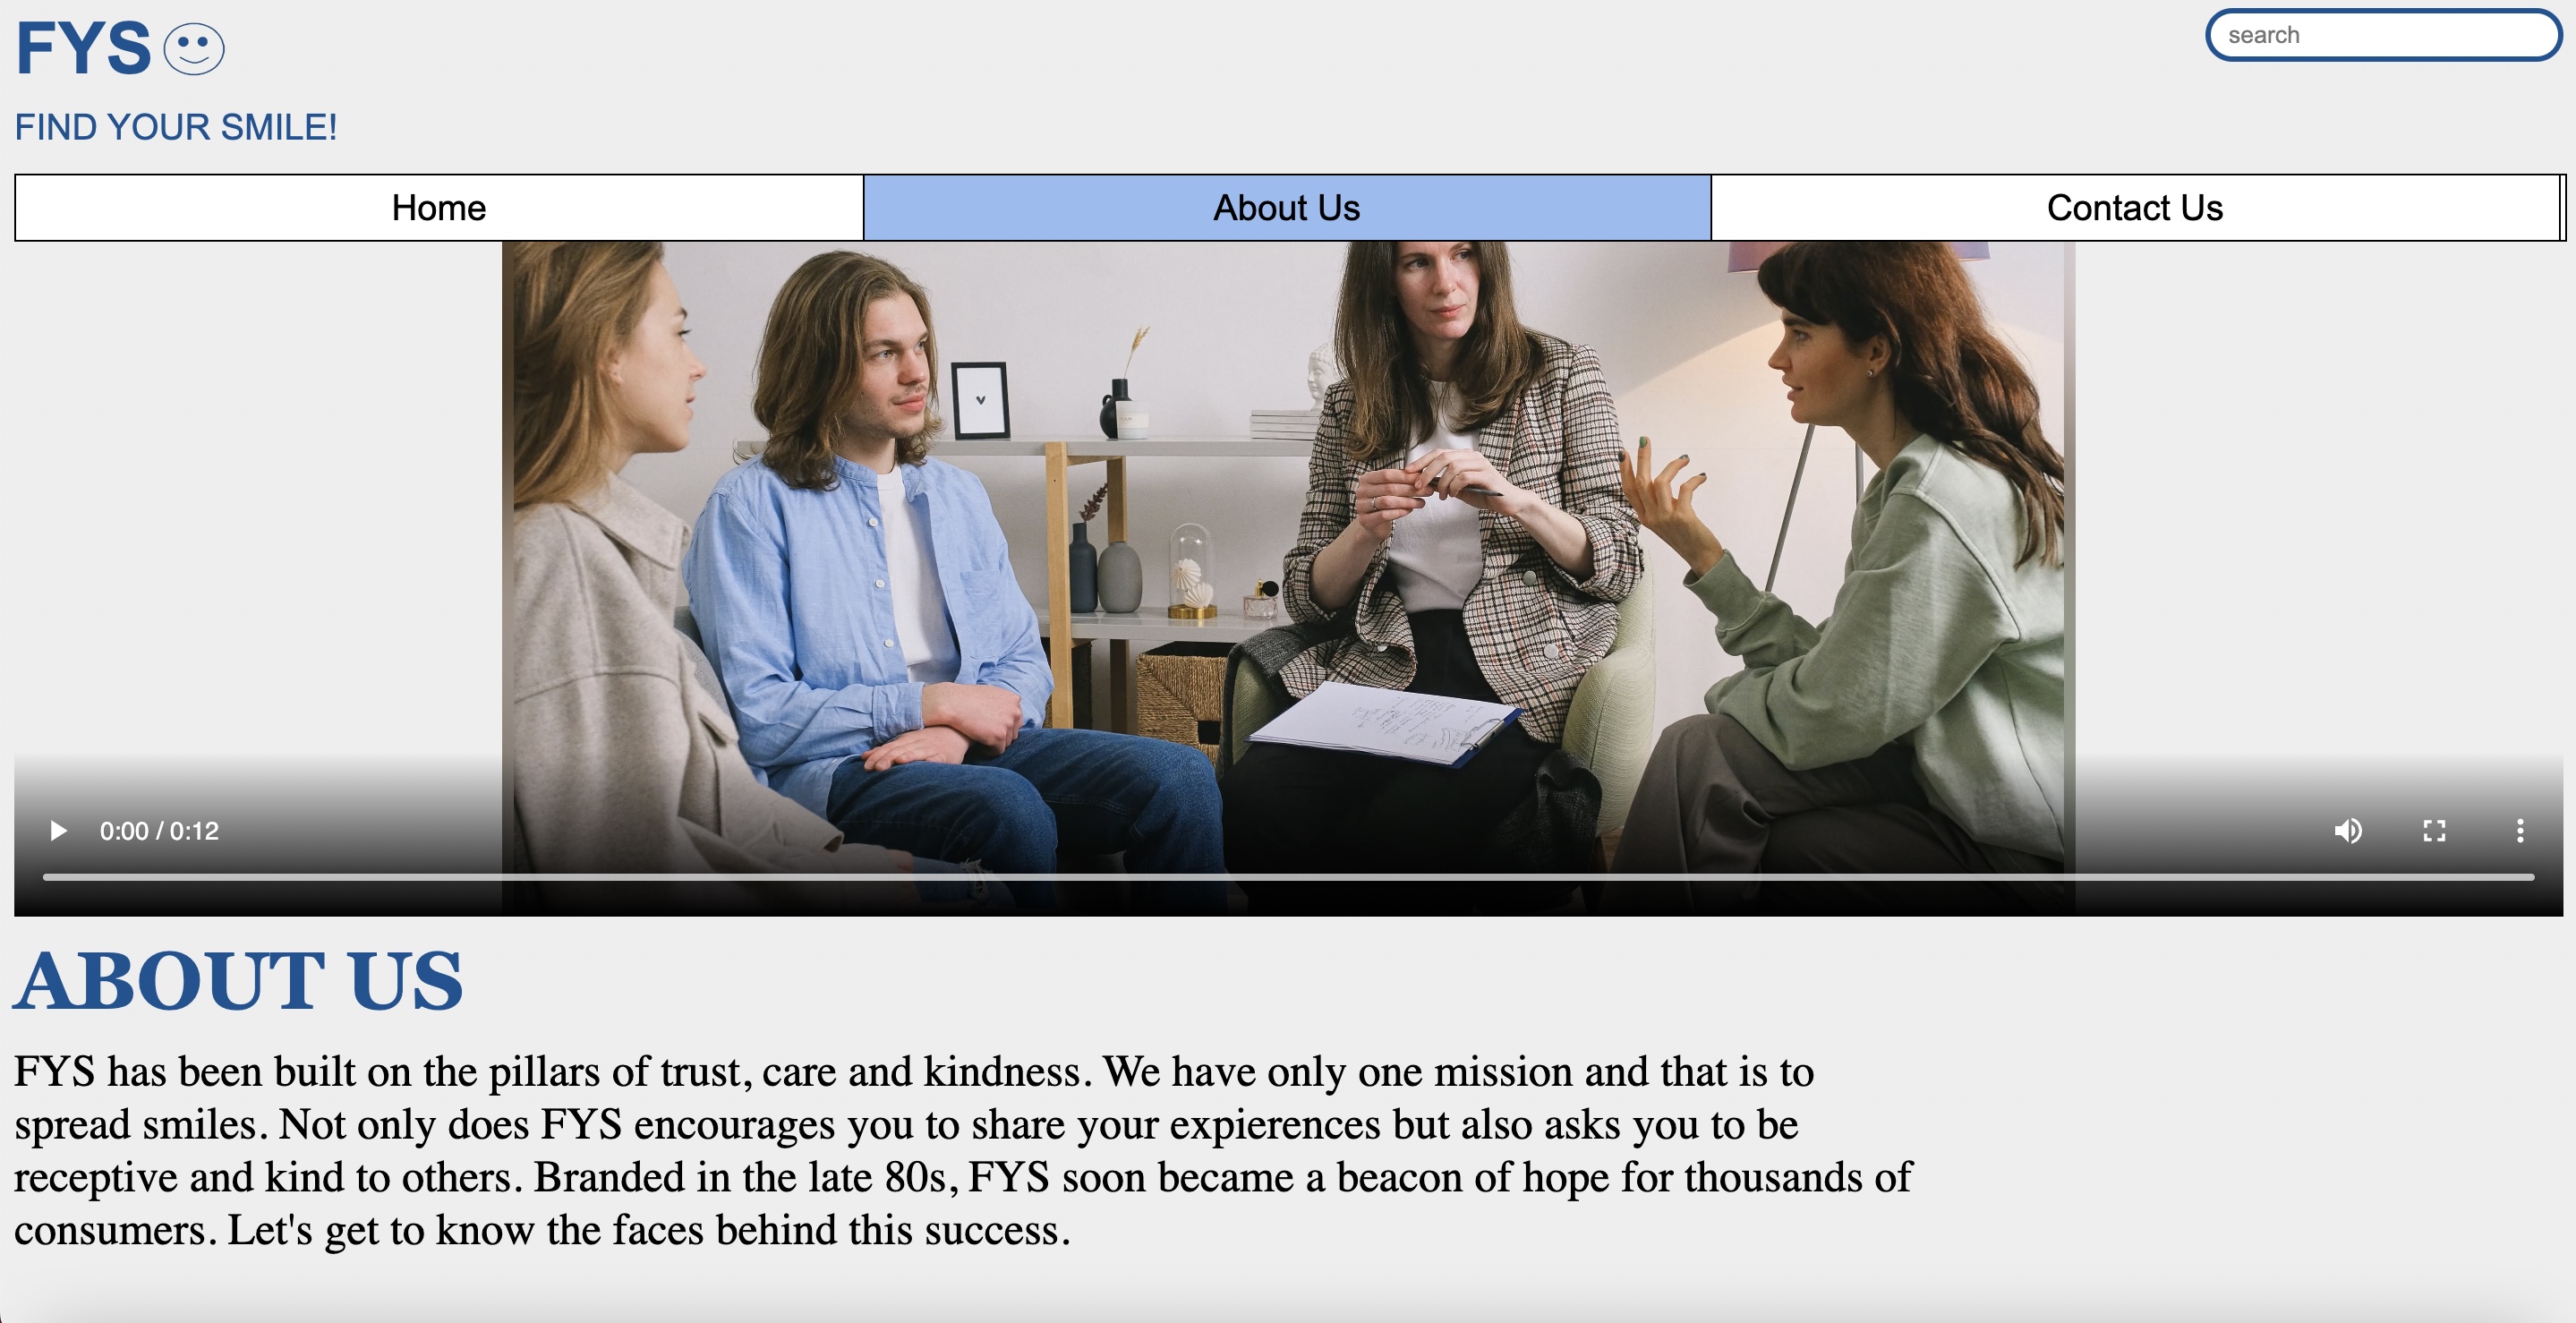 FYS
search
FIND YOUR SMILE!
Home
About Us
Contact Us
0:00 / 0:12
ABOUT US
FYS has been built on the pillars of trust, care and kindness. We have only one mission and that is to
spread smiles. Not only does FYS encourages you to share your expierences but also asks you to be
receptive and kind to others. Branded in the late 80s, FYS soon became a beacon of hope for thousands of
consumers. Let's get to know the faces behind this success.